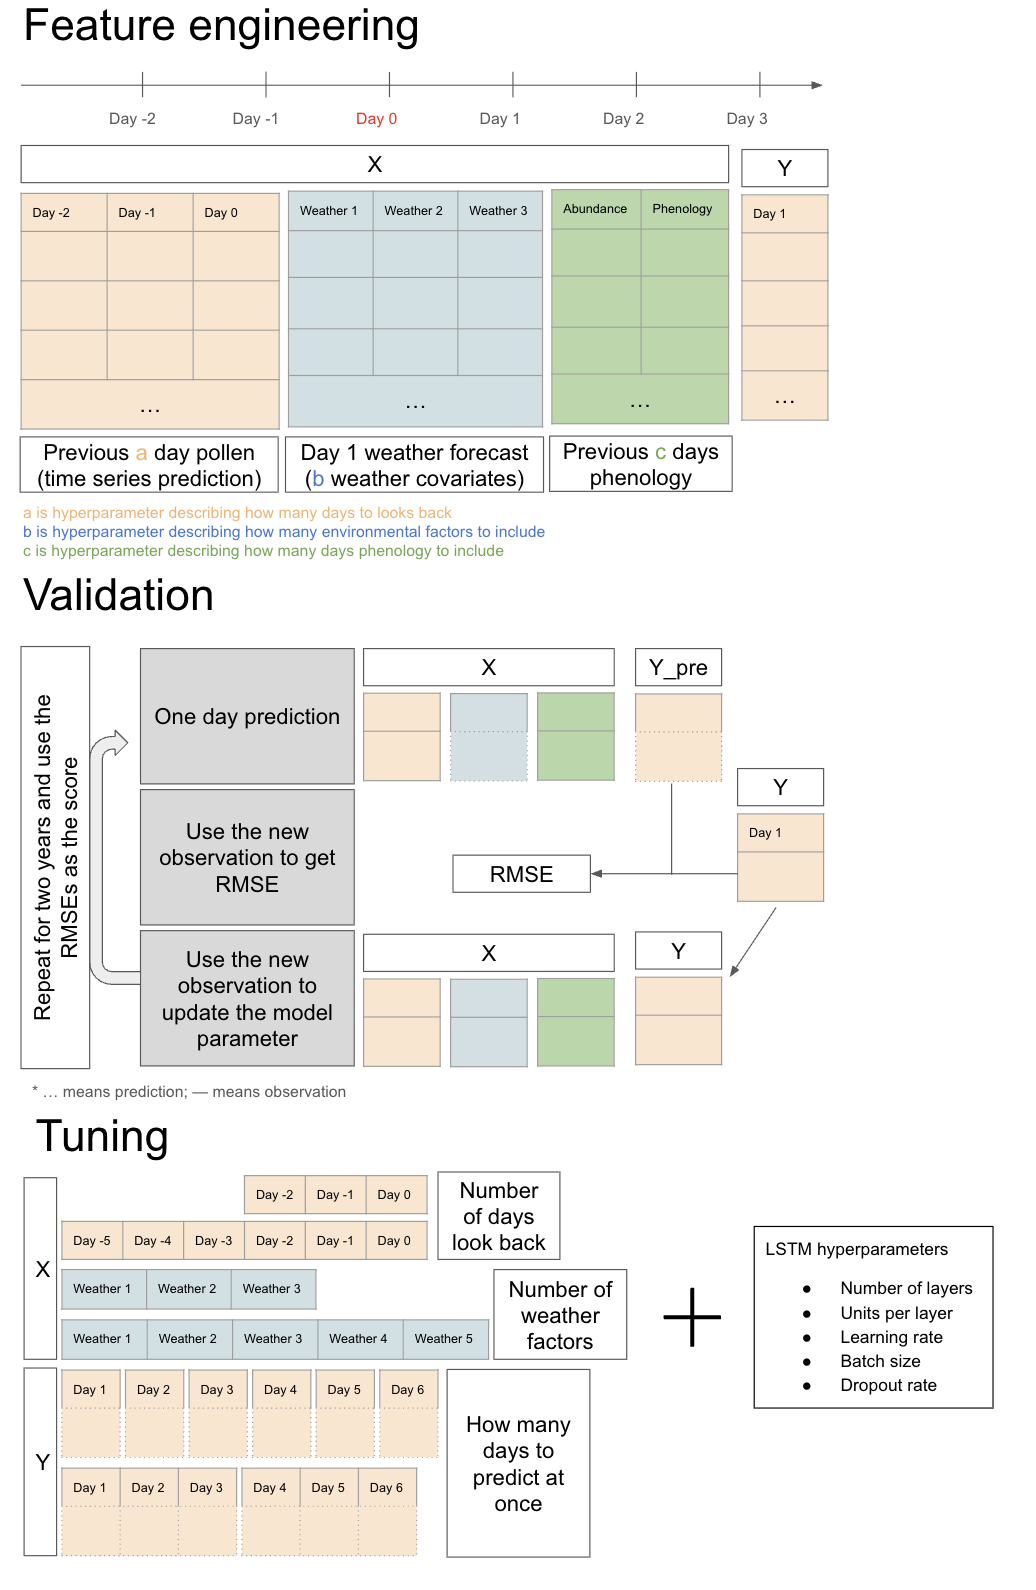 Feature engineering
Day -2 Day -1 Day 0 Day 1 Day 2 Day 3
X
Y
Day -2 Day -1 Day 0
Weather 1 Weather 2 Weather 3
Abundance Phenology
Day 1
…
…
…
…
Previous a day pollen
(time series prediction)
Day 1 weather forecast
(b weather covariates)
Previous c days
phenology
a is hyperparameter describing how many days to looks back
b is hyperparameter describing how many environmental factors to include
c is hyperparameter describing how many days phenology to include
Validation
Repeat for two years and use the
RMSEs as the score
One day prediction
X
Y_pre
Y
Day 1
Use the new
observation to get
RMSE
RMSE
Use the new
observation to
update the model
parameter
X
Y
* … means prediction; — means observation
Tuning
X
Day -2 Day -1 Day 0
Day -5 Day -4 Day -3 Day -2 Day -1 Day 0
Number
of days
look back
Weather 1 Weather 2 Weather 3
Weather 1 Weather 2 Weather 3 Weather 4 Weather 5
Number of
weather
factors
Y
Day 1 Day 2 Day 3 Day 4 Day 5 Day 6
Day 1 Day 2 Day 3 Day 4 Day 5 Day 6
How many
days to
predict at
once
LSTM hyperparameters
● Number of layers
● Units per layer
● Learning rate
● Batch size
● Dropout rate